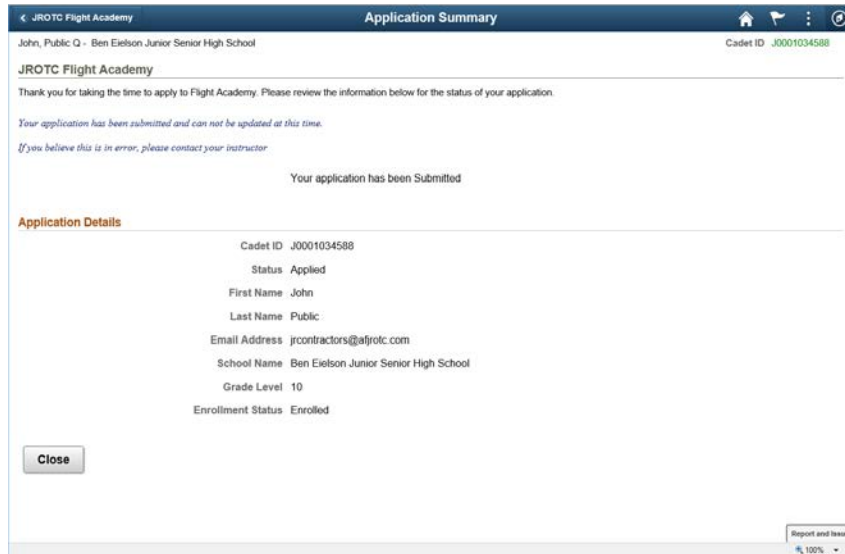 JROTC Flight Academy
Application Summary
John, Public Q - Ben Eielson Junior Senior High School
Cadet ID J0001034588
JROTC Flight Academy
Thank you for taking the time to apply to Flight Academy. Please review the information below for the status of your application.
Your application has been submitted and can not be updated at this time.
If you believe this is in error, please contact your instructor
Your application has been Submitted
Application Details
Cadet ID J0001034588
Status Applied
First Name John
Last Name Public
Email Address jrcontractors@afjrotc.com
School Name Ben Eielson Junior Senior High School
Grade Level 10
Enrollment Status Enrolled
Close
Report and Issu
100%